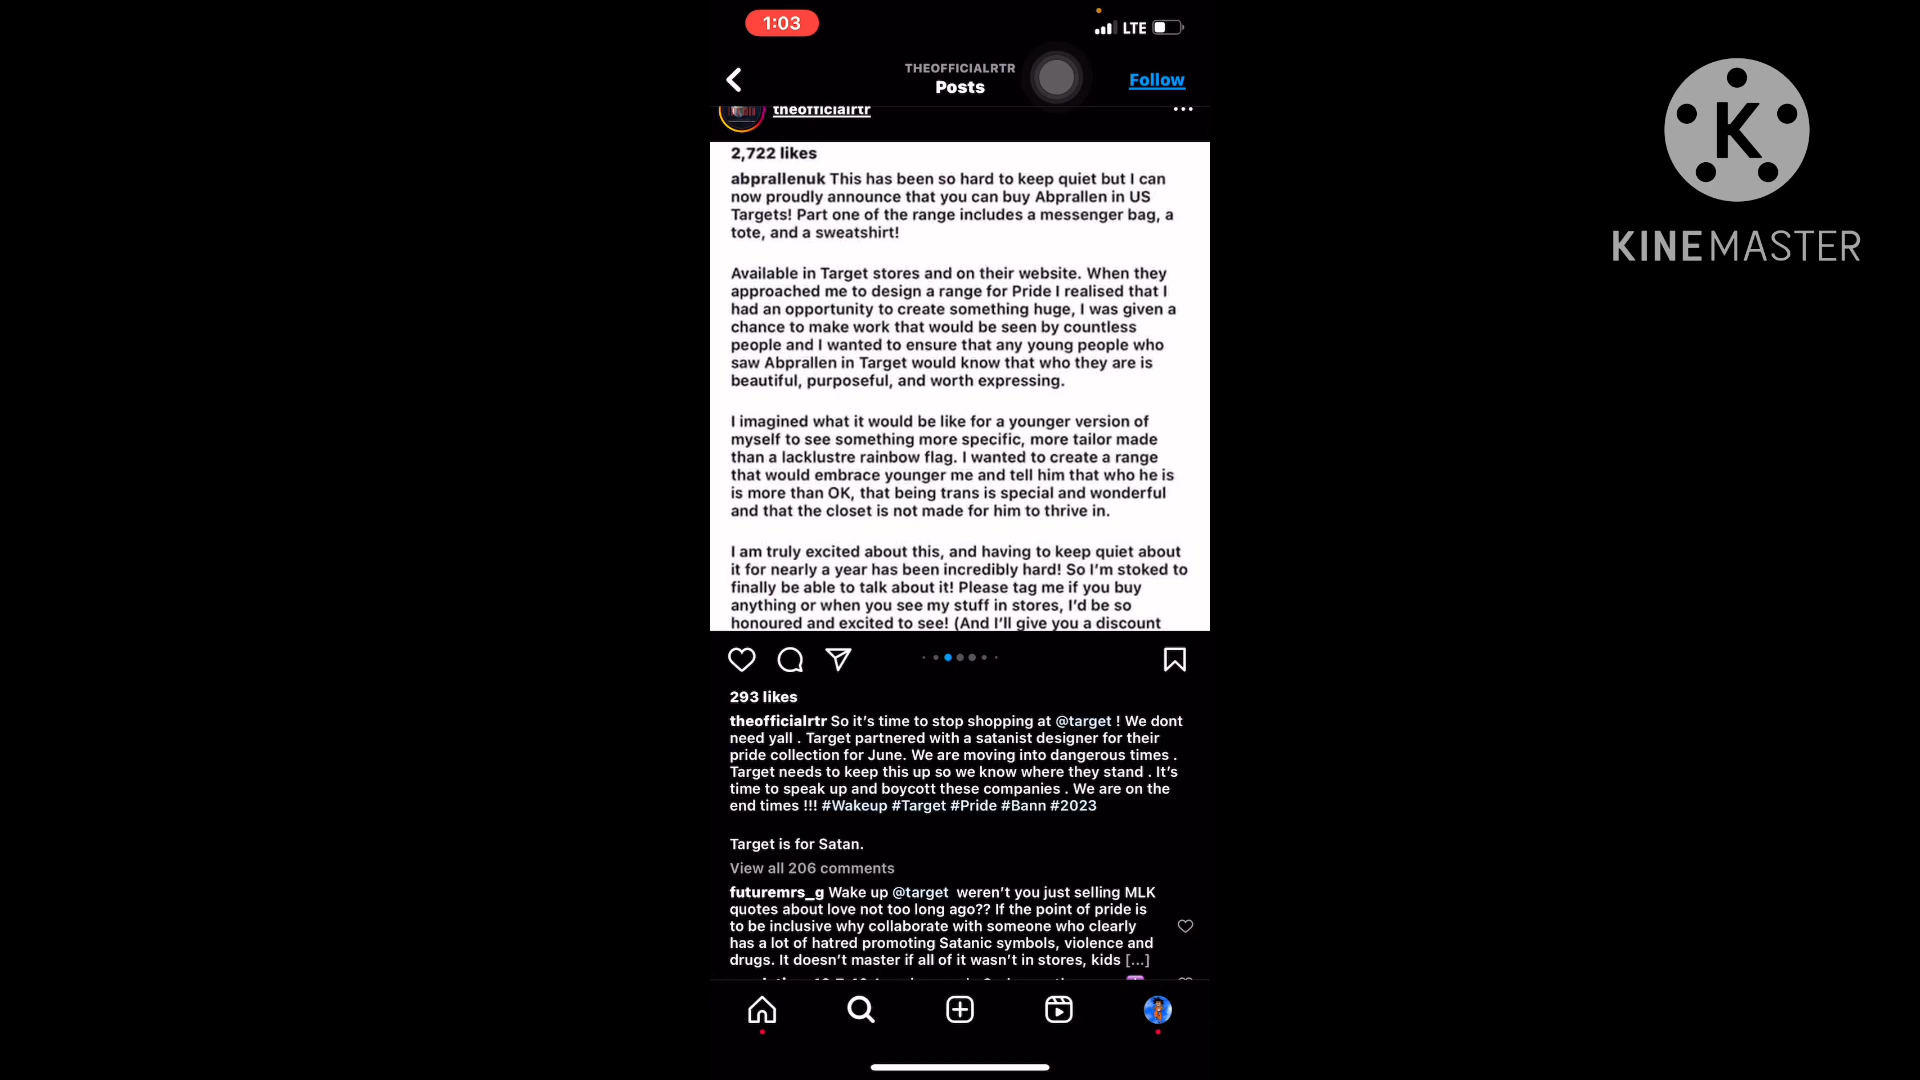 1:03
LTE
THEOFFICIALRTR
Posts
Follow
theofficialrtr
2,722 likes
abprallenuk This has been so hard to keep quiet but I can
now proudly announce that you can buy Abprallen in US
Targets! Part one of the range includes a messenger bag, a
tote, and a sweatshirt!
Available in Target stores and on their website. When they
approached me to design a range for Pride I realised that I
had an opportunity to create something huge, I was given a
chance to make work that would be seen by countless
people and I wanted to ensure that any young people who
saw Abprallen in Target would know that who they are is
beautiful, purposeful, and worth expressing.
I imagined what it would be like for a younger version of
myself to see something more specific, more tailor made
than a lacklustre rainbow flag. I wanted to create a range
that would embrace younger me and tell him that who he is
is more than OK, that being trans is special and wonderful
and that the closet is not made for him to thrive in.
I am truly excited about this, and having to keep quiet about
it for nearly a year has been incredibly hard! So I'm stoked to
finally be able to talk about it! Please tag me if you buy
anything or when you see my stuff in stores, I'd be so
honoured and excited to see! (And I'll give you a discount
293 likes
theofficialrtr So it's time to stop shopping at @target ! We dont
need yall . Target partnered with a satanist designer for their
pride collection for June. We are moving into dangerous times .
Target needs to keep this up so we know where they stand . It's
time to speak up and boycott these companies . We are on the
end times !!! #Wakeup #Target #Pride #Bann #2023
Target is for Satan.
View all 206 comments
futuremrs_g Wake up @target weren't you just selling MLK
quotes about love not too long ago?? If the point of pride is
to be inclusive why collaborate with someone who clearly
has a lot of hatred promoting Satanic symbols, violence and
drugs. It doesn't master if all of it wasn't in stores, kids [...]
K
KINEMASTER